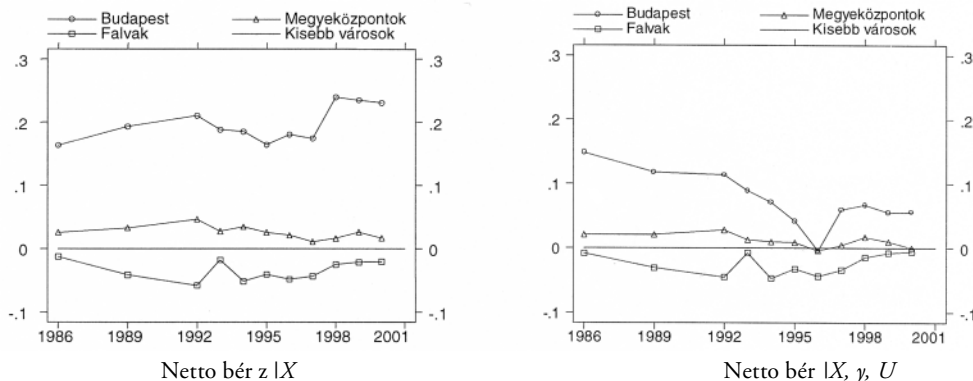 Budapest Megyeközpontok
Falvak Kisebb városok
.3 .3
.2 .2
.1 .1
0 0
-.1 -.1
1986 1989 1992 1995 1998 2001
Netto bér z |X
Budapest Megyeközpontok
Falvak Kisebb városok
.3 .3
.2 .2
.1 .1
0 0
-.1 -.1
1986 1989 1992 1995 1998 2001
Netto bér |X, γ, U